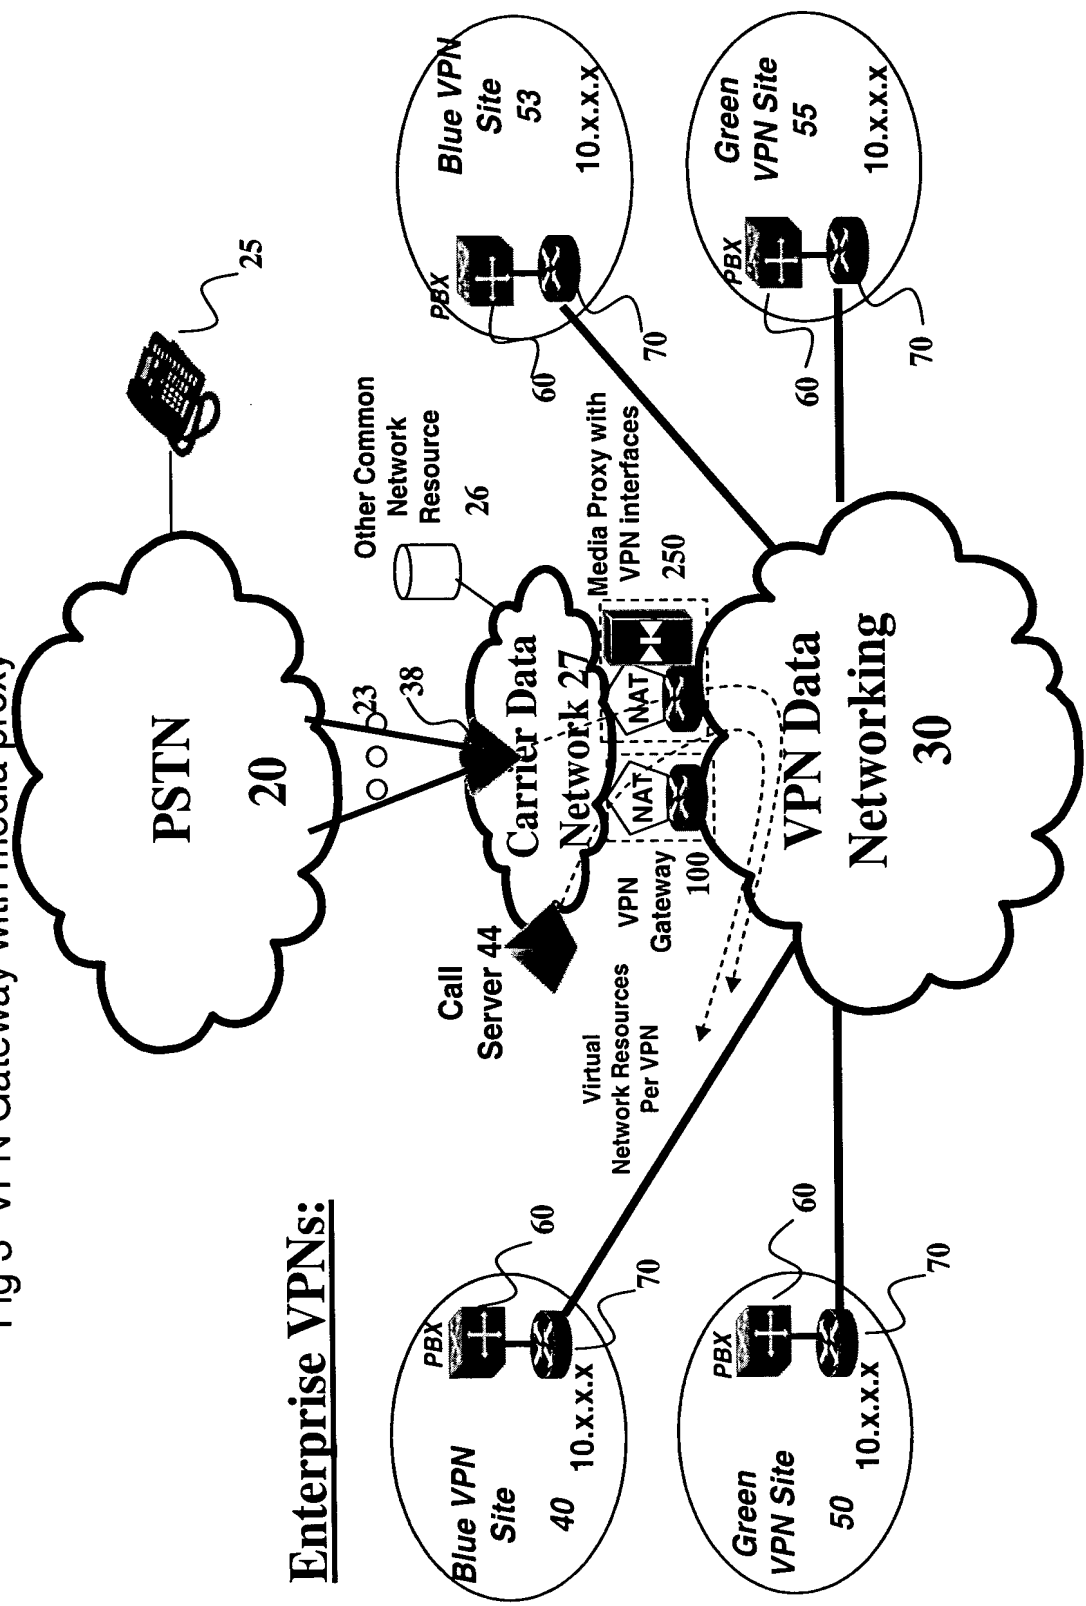 Fig 3 VPN Gateway with media proxy
PSTN
20
25
23
38
Other Common
Network
Resource
26
Carrier Data
Network 27
Call
Server 44
NAT
NAT
VPN
Gateway
100
Media Proxy with
VPN interfaces
250
VPN Data
Networking
30
Virtual
Network Resources
Per VPN
Enterprise VPNs:
Blue VPN
Site
40
PBX
10.x.x.x
60
70
Green
VPN Site
50
PBX
10.x.x.x
60
70
Blue VPN
Site
53
PBX
10.x.x.x
60
70
Green
VPN Site
55
PBX
10.x.x.x
60
70